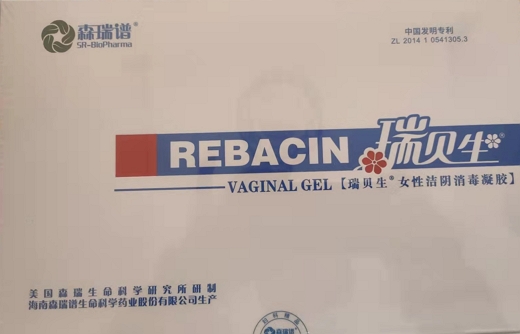 森瑞谱®
SR-BioPharma
中国发明专利
ZL 2014 1 0541305.3
REBACIN 瑞贝生®
VAGINAL GEL【瑞贝生®女性洁阴消毒凝胶】
美国森瑞生命科学研究所研制
海南森瑞谱生命科学药业股份有限公司生产
森瑞谱